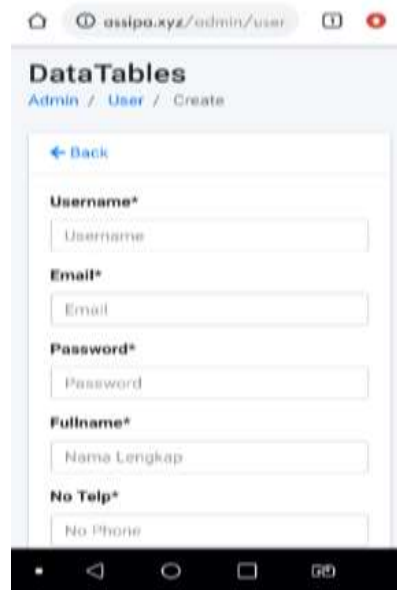 assipa.xyz/admin/user
DataTables
Admin / User / Create
← Back
Username*
Username
Email*
Email
Password*
Password
Fullname*
Nama Lengkap
No Telp*
No Phone